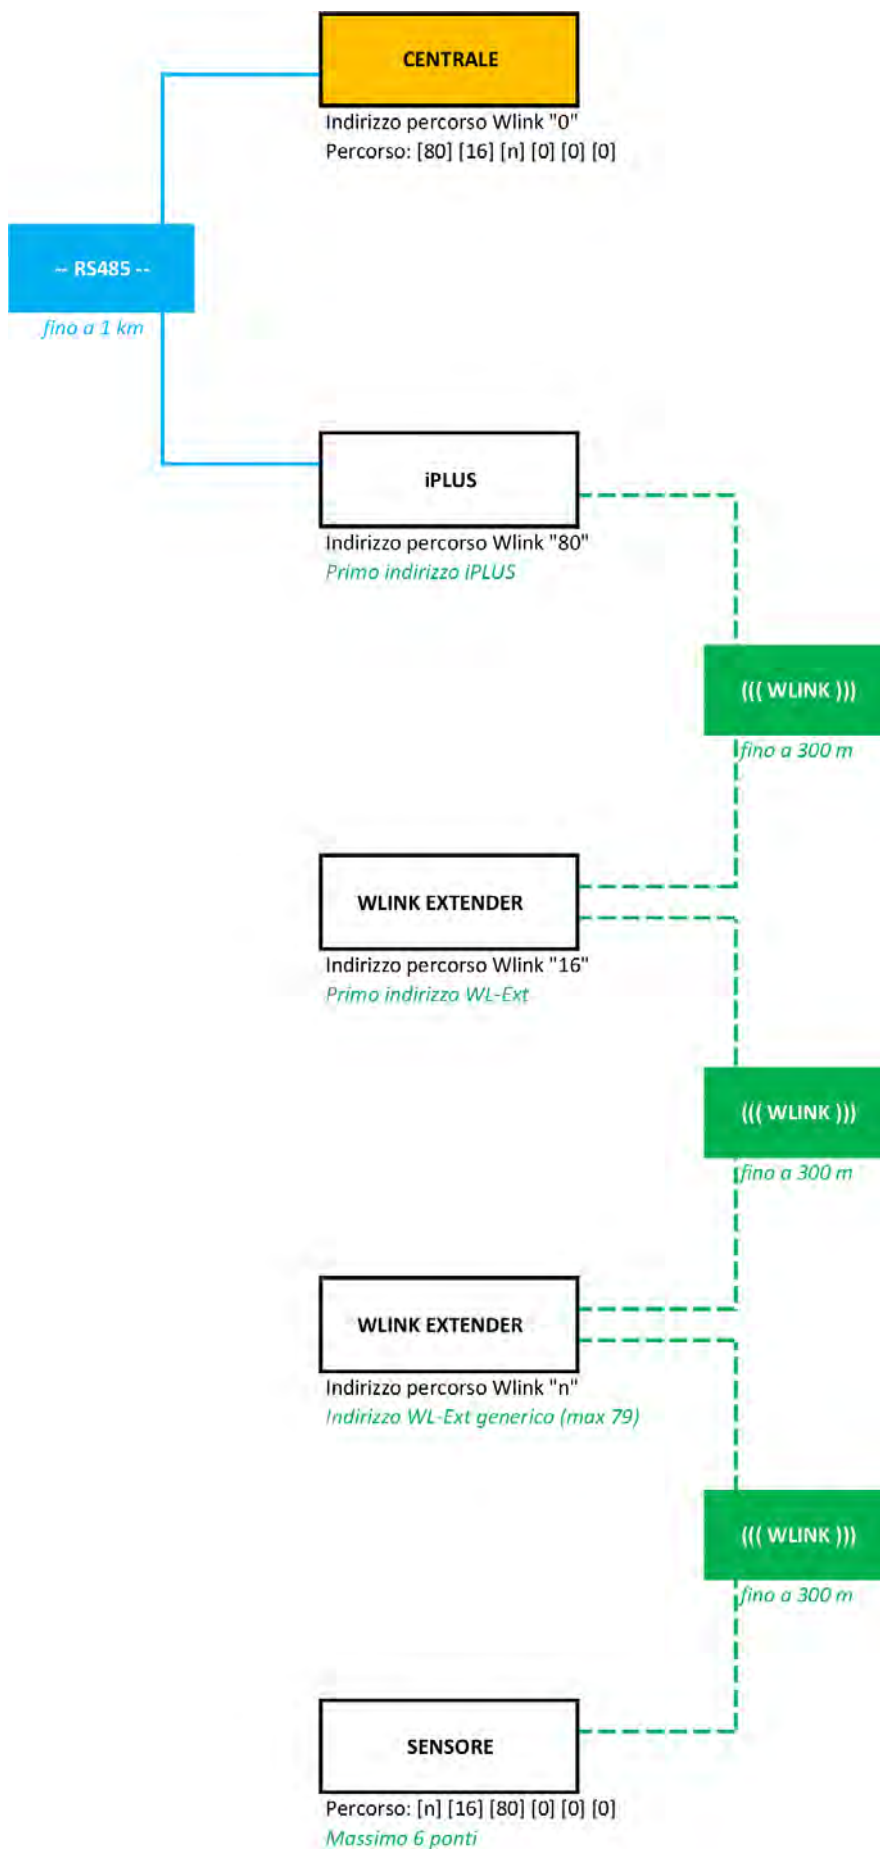 CENTRALE
Indirizzo percorso Wlink "0"
Percorso: [80] [16] [n] [0] [0] [0]
-- RS485 --
fino a 1 km
iPLUS
Indirizzo percorso Wlink "80"
Primo indirizzo iPLUS
((( WLINK )))
fino a 300 m
WLINK EXTENDER
Indirizzo percorso Wlink "16"
Primo indirizzo WL-Ext
((( WLINK )))
fino a 300 m
WLINK EXTENDER
Indirizzo percorso Wlink "n"
Indirizzo WL-Ext generico (max 79)
((( WLINK )))
fino a 300 m
SENSORE
Percorso: [n] [16] [80] [0] [0] [0]
Massimo 6 ponti